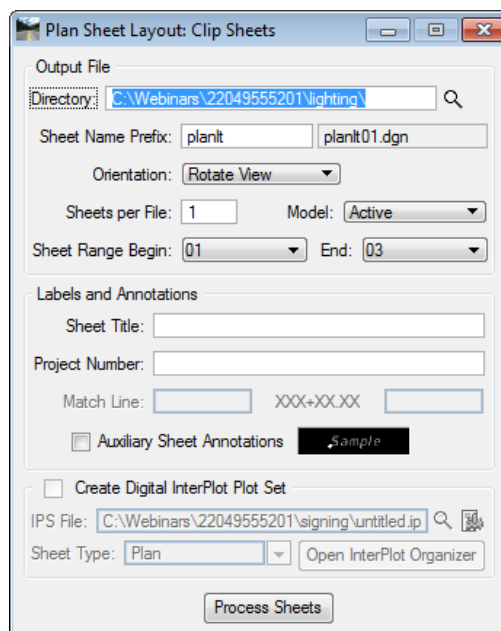 Plan Sheet Layout: Clip Sheets
Output File
Directory: C:\Webinars\22049555201\lighting\
Sheet Name Prefix: planlt planlt01.dgn
Orientation: Rotate View
Sheets per File: 1 Model: Active
Sheet Range Begin: 01 End: 03
Labels and Annotations
Sheet Title:
Project Number:
Match Line: XXX+XX.XX
Auxiliary Sheet Annotations Sample
Create Digital InterPlot Plot Set
IPS File: C:\Webinars\22049555201\signing\untitled.ip
Sheet Type: Plan Open InterPlot Organizer
Process Sheets